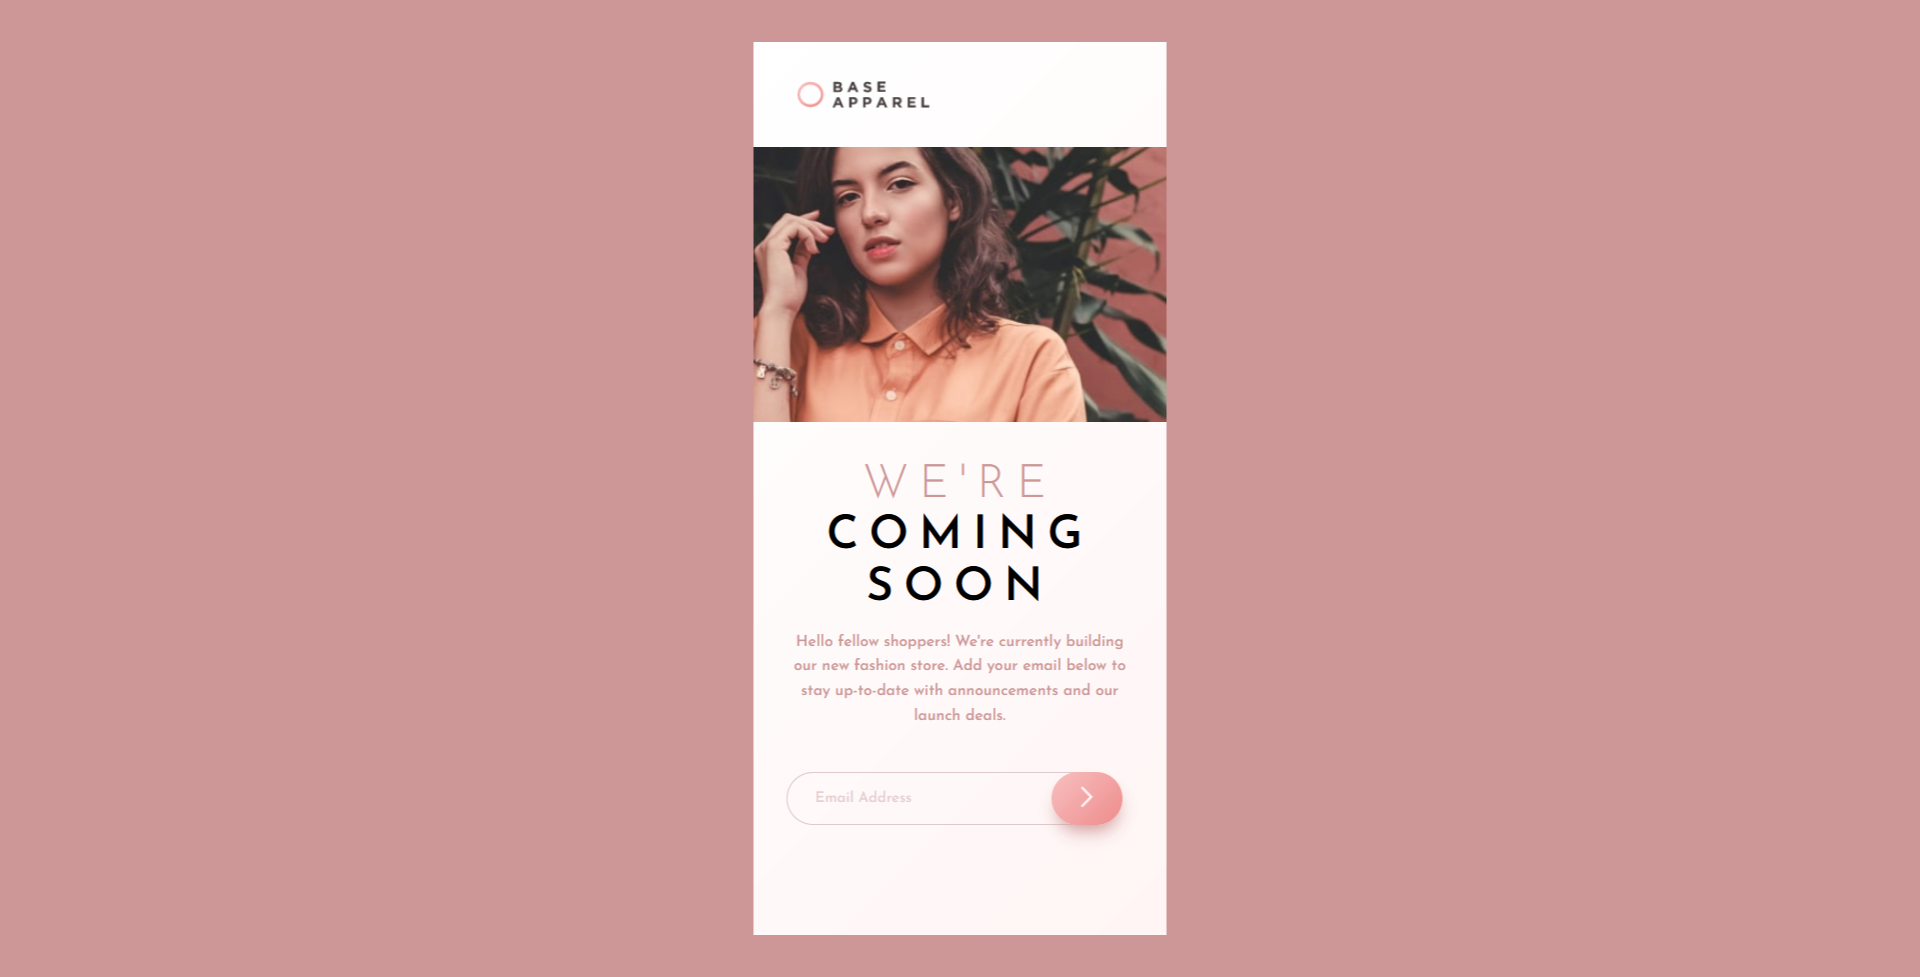 BASE
APPAREL
WE'RE
COMING
SOON
Hello fellow shoppers! We're currently building
our new fashion store. Add your email below to
stay up-to-date with announcements and our
launch deals.
Email Address